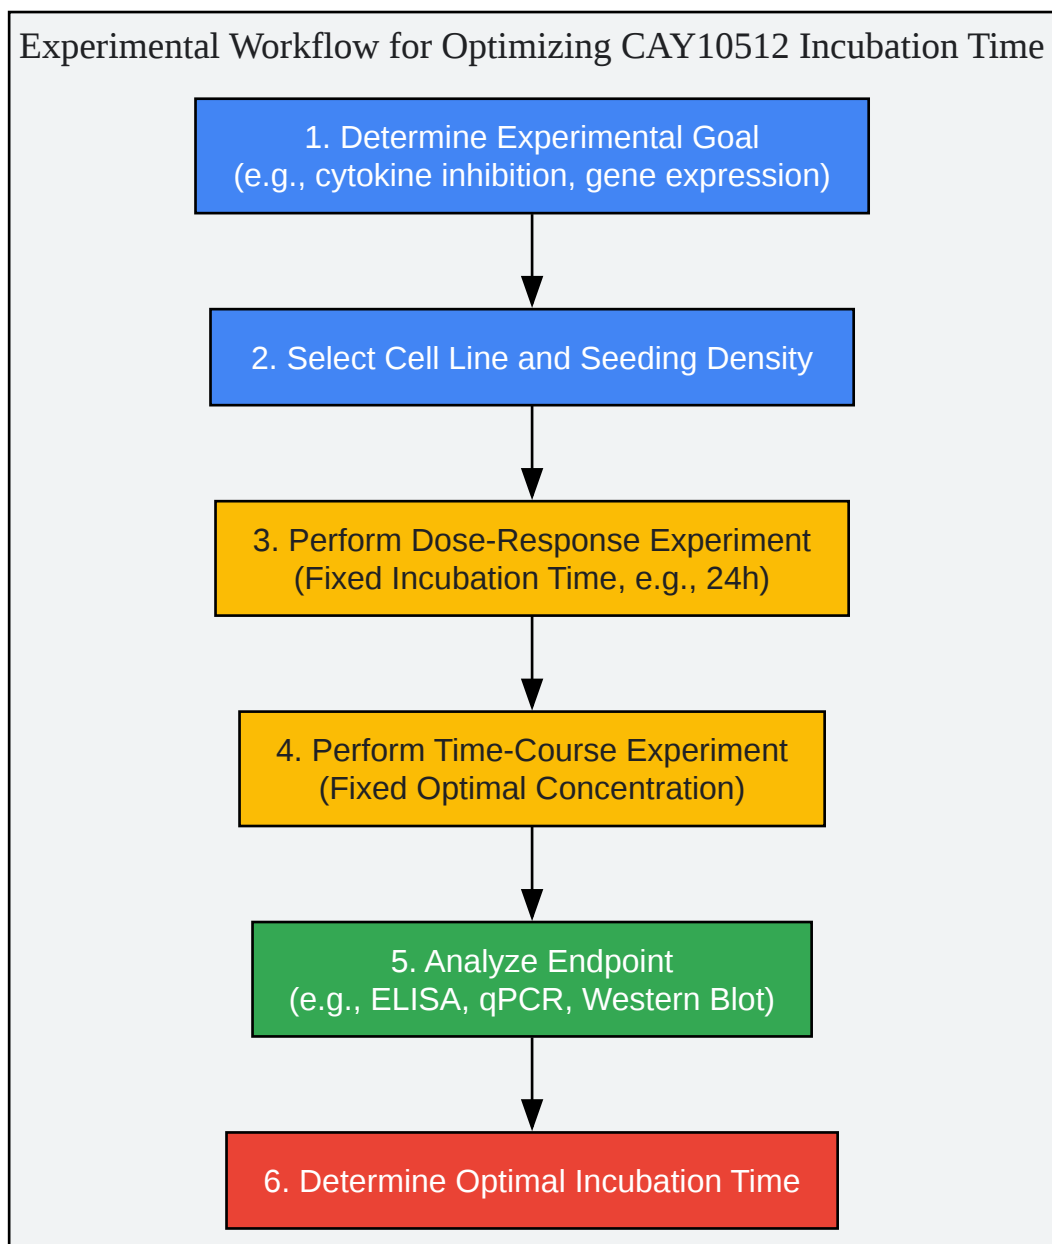 Experimental Workflow for Optimizing CAY10512 Incubation Time
1. Determine Experimental Goal
(e.g., cytokine inhibition, gene expression)
2. Select Cell Line and Seeding Density
3. Perform Dose-Response Experiment
(Fixed Incubation Time, e.g., 24h)
4. Perform Time-Course Experiment
(Fixed Optimal Concentration)
5. Analyze Endpoint
(e.g., ELISA, qPCR, Western Blot)
6. Determine Optimal Incubation Time